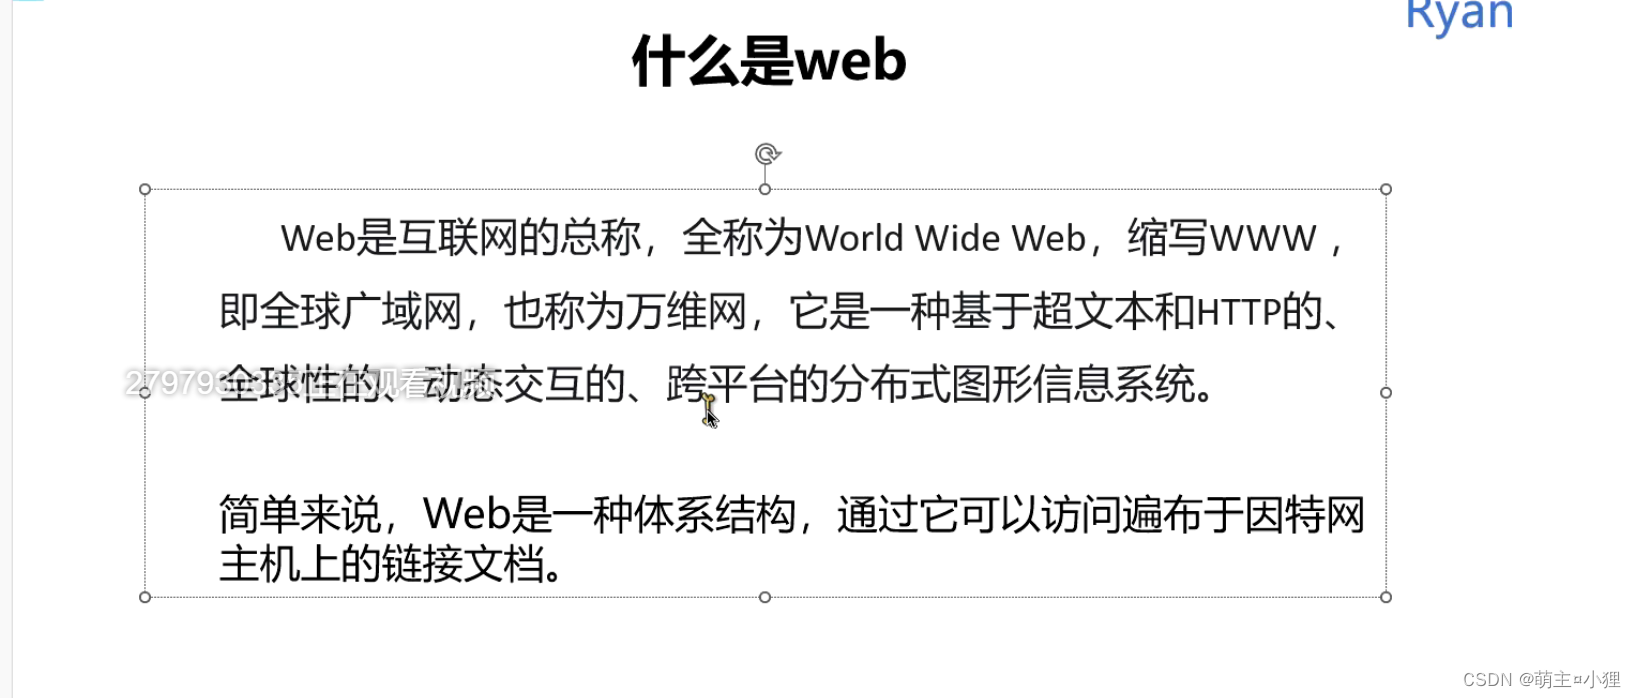 Ryan
什么是web
Web是互联网的总称，全称为World Wide Web，缩写WWW ，
即全球广域网，也称为万维网，它是一种基于超文本和HTTP的、
全球性的、动态交互的、跨平台的分布式图形信息系统。
正在观看视频
简单来说，Web是一种体系结构，通过它可以访问遍布于因特网
主机上的链接文档。
CSDN @萌主¤小狸